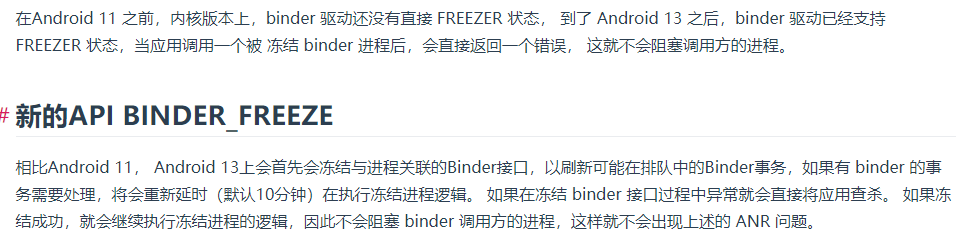 在Android 11 之前，内核版本上，binder 驱动还没有直接 FREEZER 状态， 到了 Android 13 之后，binder 驱动已经支持
FREEZER 状态，当应用调用一个被 冻结 binder 进程后，会直接返回一个错误， 这就不会阻塞调用方的进程。
# 新的API BINDER_FREEZE
相比Android 11， Android 13上会首先会冻结与进程关联的Binder接口，以刷新可能在排队中的Binder事务，如果有 binder 的事
务需要处理，将会重新延时（默认10分钟）在执行冻结进程逻辑。 如果在冻结 binder 接口过程中异常就会直接将应用查杀。 如果冻
结成功，就会继续执行冻结进程的逻辑，因此不会阻塞 binder 调用方的进程，这样就不会出现上述的 ANR 问题。